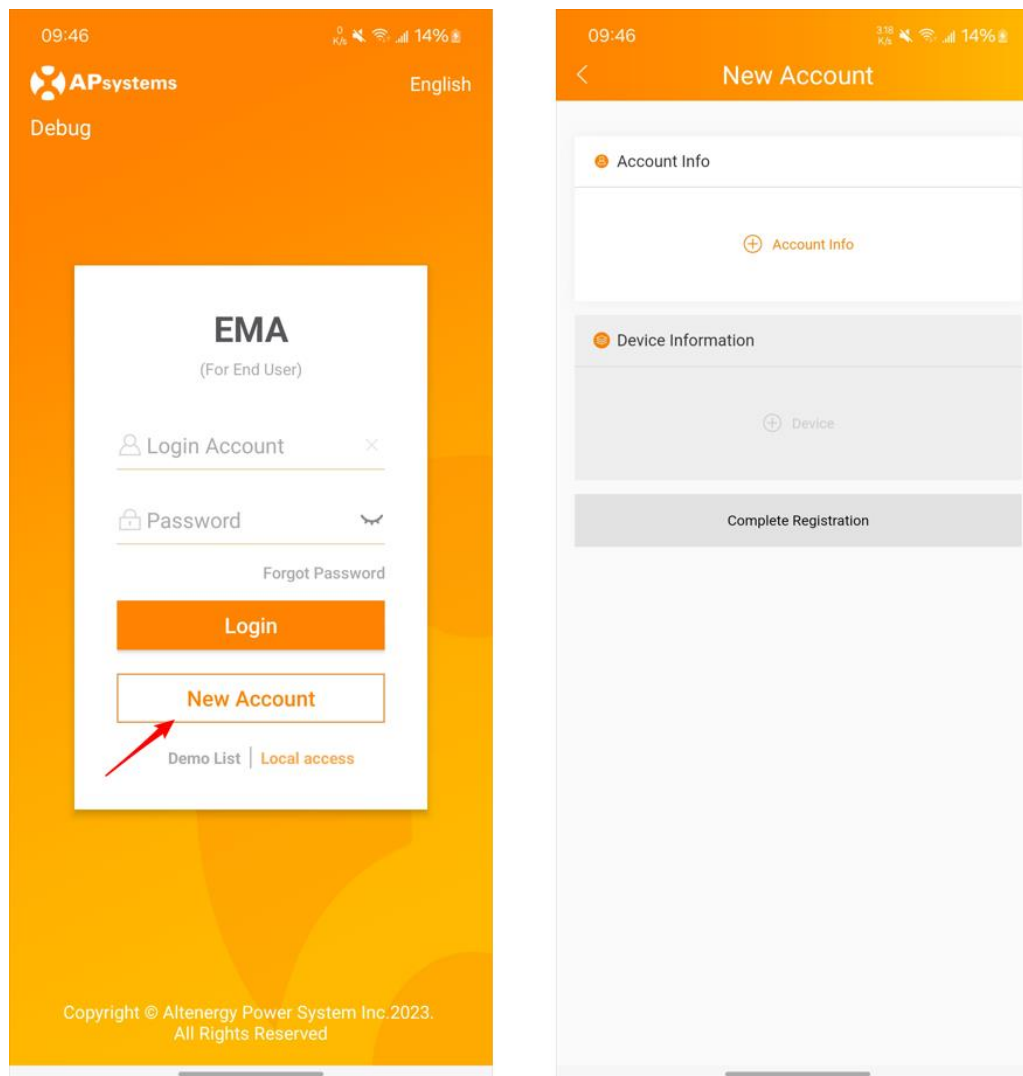 09:46
0
K/s
14%
APsystems
English
Debug
EMA
(For End User)
Login Account
Password
Forgot Password
Login
New Account
Demo List | Local access
Copyright © Altenergy Power System Inc.2023.
All Rights Reserved
09:46
318
K/s
14%
New Account
Account Info
Account Info
Device Information
Device
Complete Registration